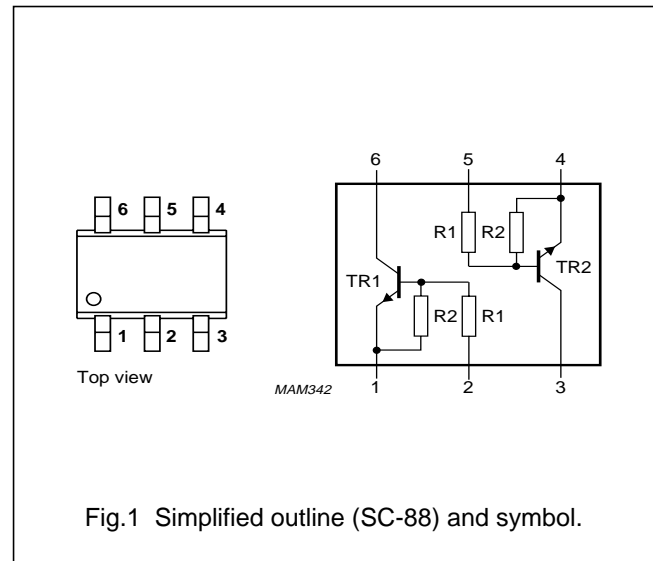 6 5 4
6 5 4
R1 R2
TR1 TR2
R2 R1
1 2 3
Top view
MAM342
1 2 3
Fig.1 Simplified outline (SC-88) and symbol.